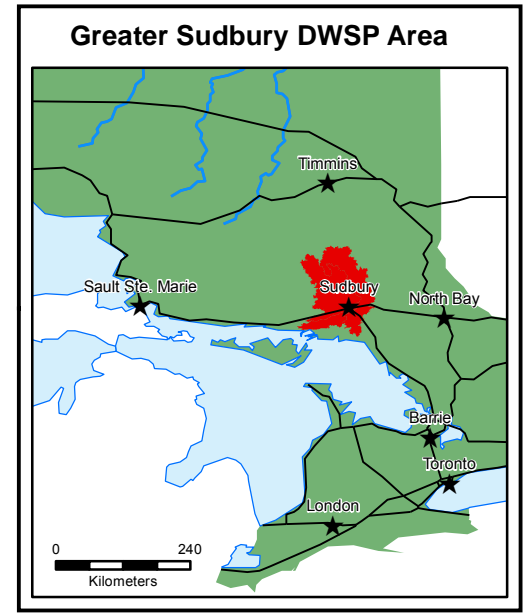 Greater Sudbury DWSP Area
Timmins
Sault Ste. Marie
Sudbury
North Bay
Barrie
Toronto
London
0 240
Kilometers